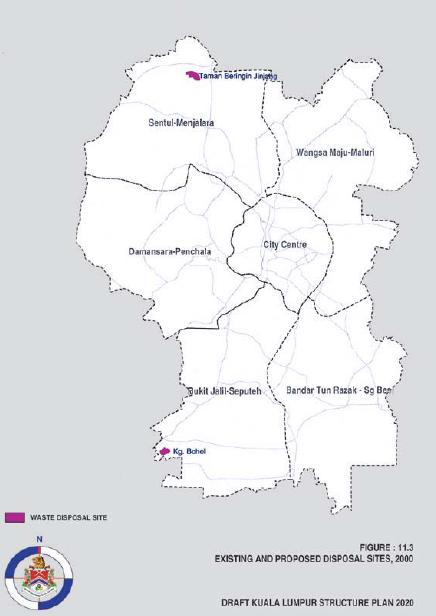 Taman Beringin Jinjang
Sentul-Menjalara
Wangsa Maju-Maluri
Damansara-Penchala
City Centre
Bukit Jalil-Seputeh
Bandar Tun Razak - Sg Besi
Kg. Bohol
WASTE DISPOSAL SITE
N
FIGURE : 11.3
EXISTING AND PROPOSED DISPOSAL SITES, 2000
DRAFT KUALA LUMPUR STRUCTURE PLAN 2020